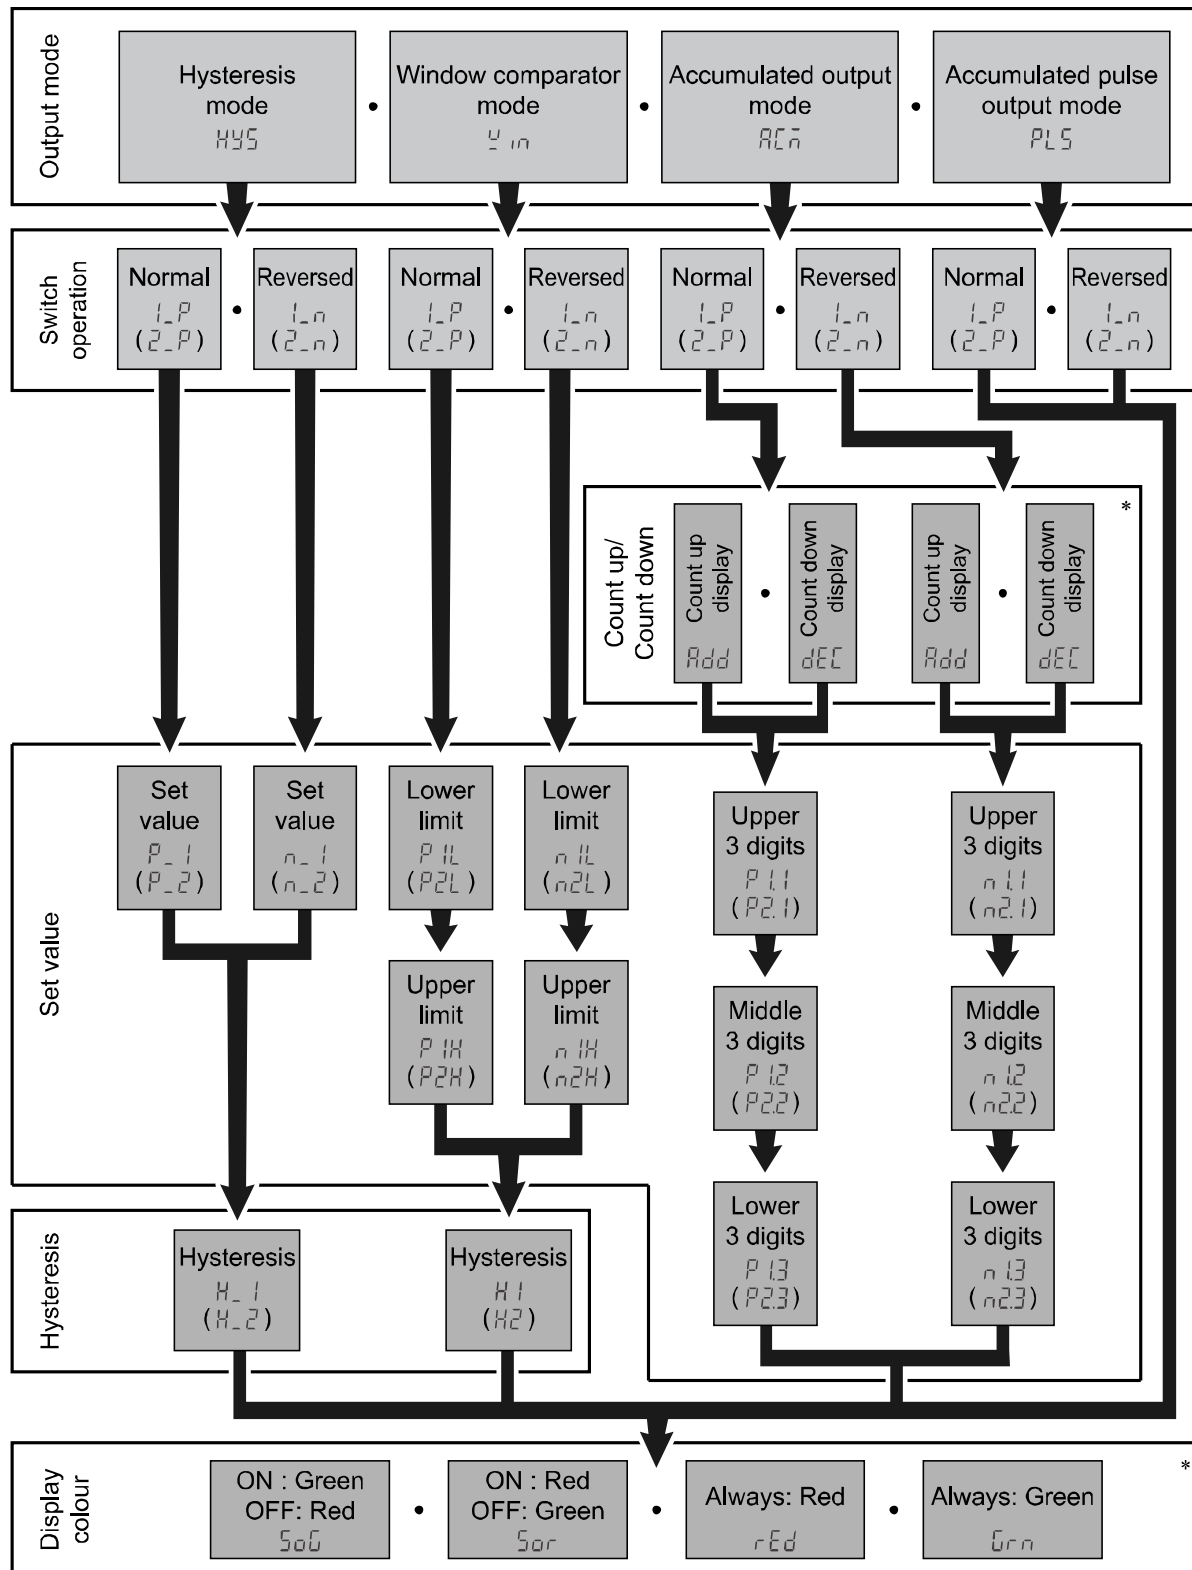 Output mode
Hysteresis
mode
HYS
Window comparator
mode
Accumulated output
mode
Accumulated pulse
output mode
PLS
Switch
operation
Normal
1_P
(2_P)
Reversed
1_n
(2_n)
Normal
1_P
(2_P)
Reversed
1_n
(2_n)
Normal
1_P
(2_P)
Reversed
1_n
(2_n)
Normal
1_P
(2_P)
Reversed
1_n
(2_n)
Count up/
Count down
Count up
display
Add
Count down
display
dEC
Count up
display
Add
Count down
display
dEC
*
Set value
Set
value
P_1
(P_2)
Set
value
n_1
(n_2)
Lower
limit
P1L
(P2L)
Lower
limit
n1L
(n2L)
Upper
limit
P1H
(P2H)
Upper
limit
n1H
(n2H)
Upper
3 digits
P1.1
(P2.1)
Upper
3 digits
n1.1
(n2.1)
Middle
3 digits
P1.2
(P2.2)
Middle
3 digits
n1.2
(n2.2)
Lower
3 digits
P1.3
(P2.3)
Lower
3 digits
n1.3
(n2.3)
Hysteresis
Hysteresis
H_1
(H_2)
Hysteresis
H1
(H2)
Display
colour
ON : Green
OFF: Red
SoG
ON : Red
OFF: Green
Sor
Always: Red
rEd
Always: Green
Grn
*